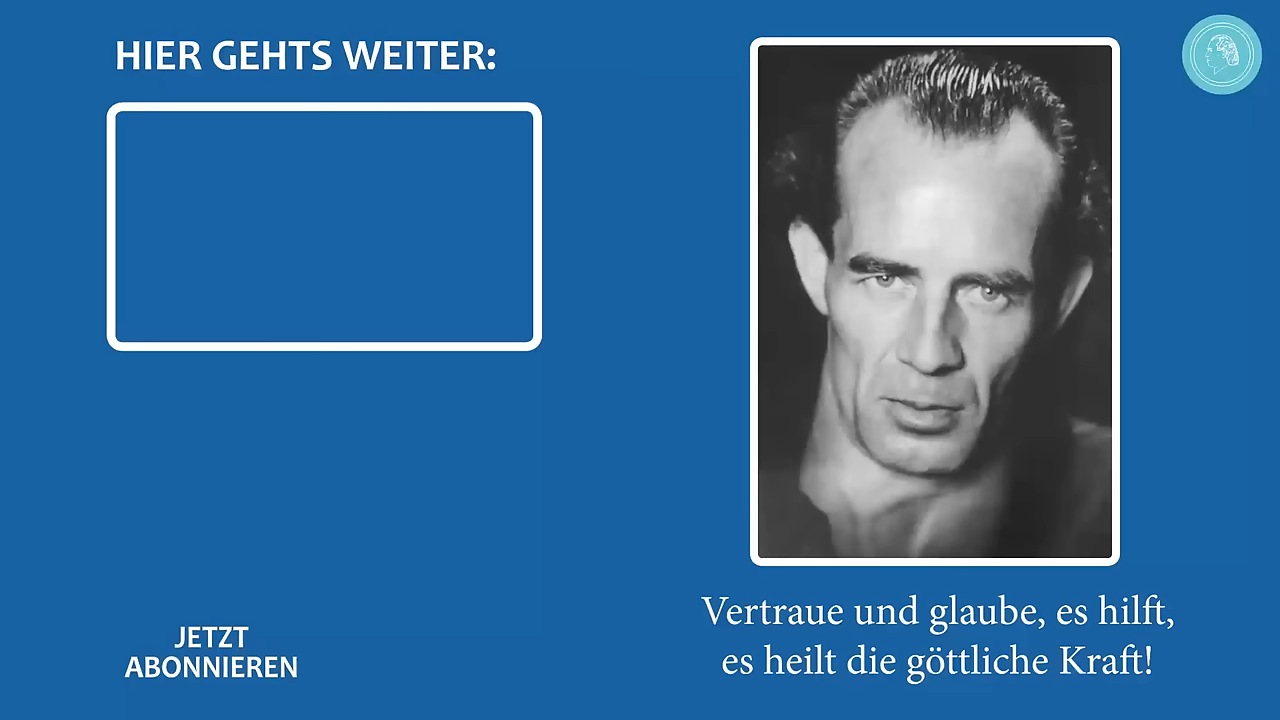 HIER GEHTS WEITER:
JETZT
ABONNIEREN
Vertraue und glaube, es hilft,
es heilt die göttliche Kraft!